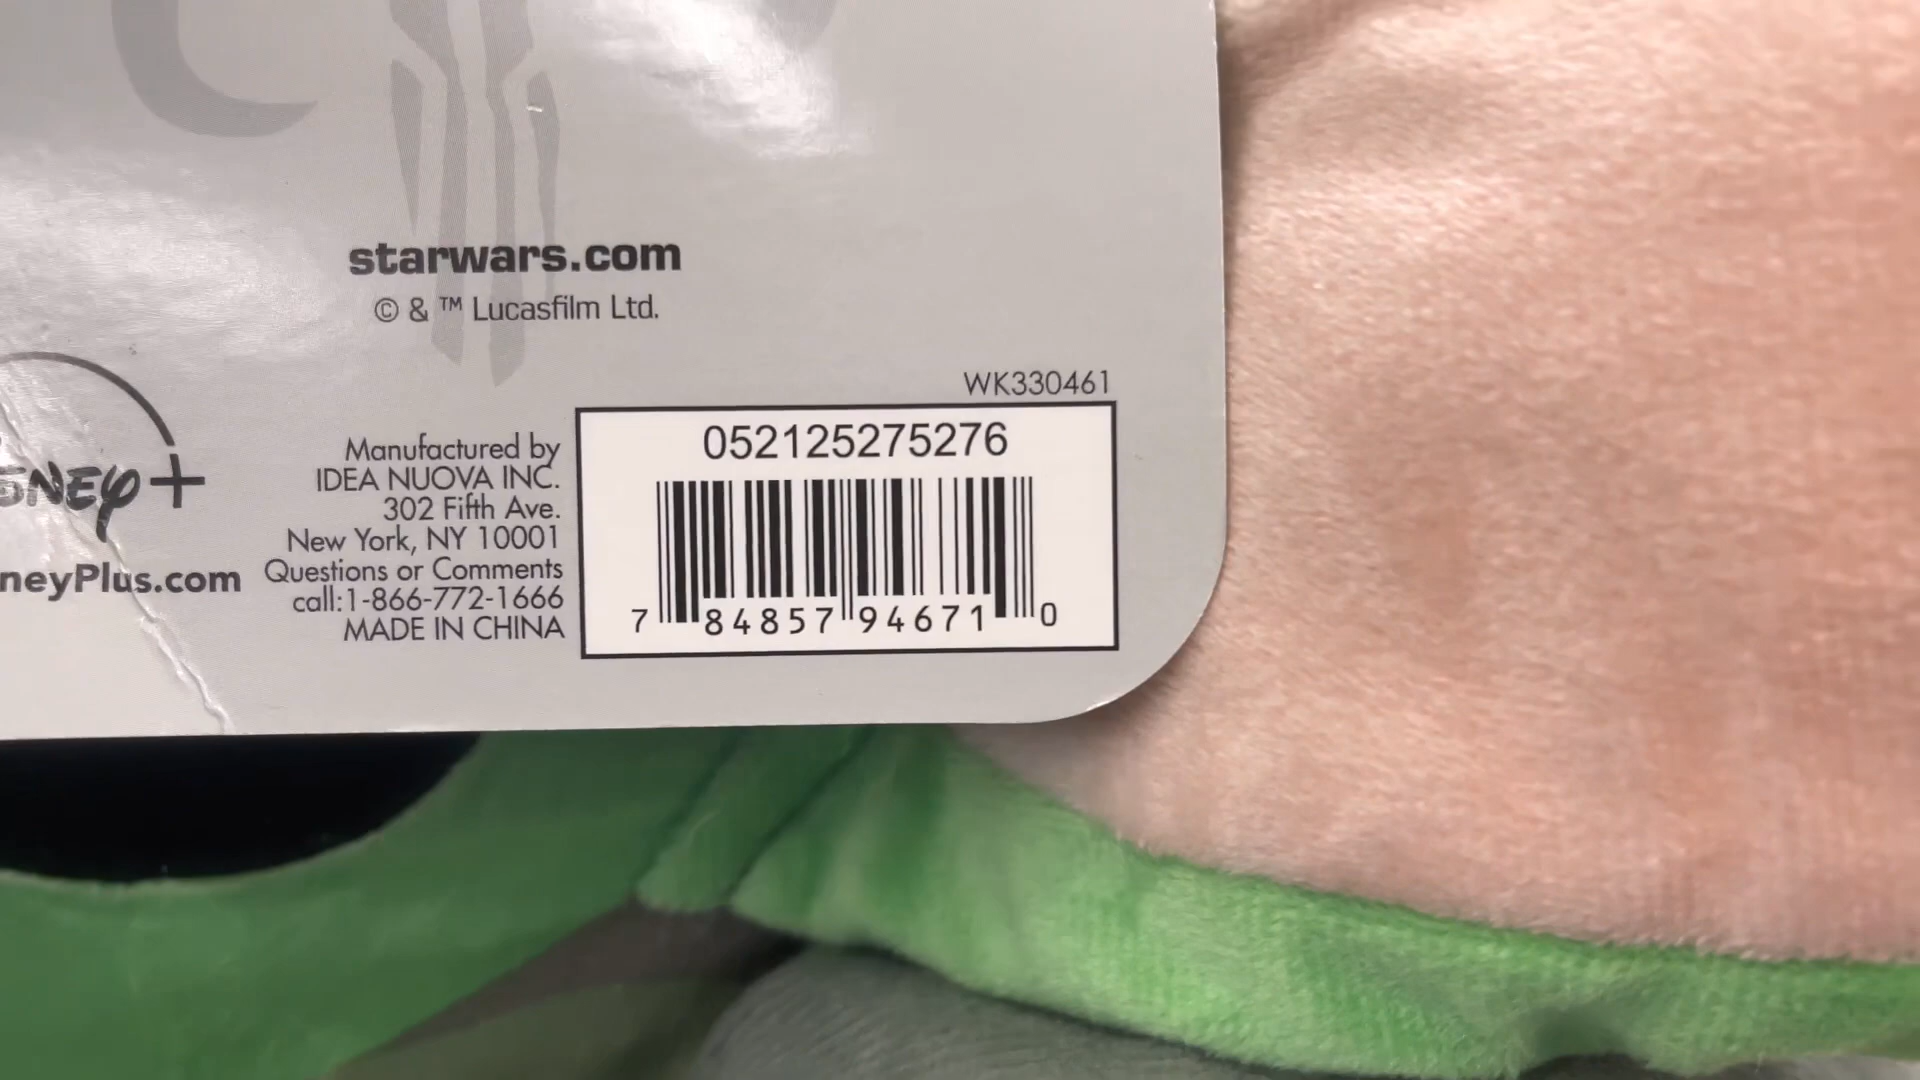 starwars.com
© & ™ Lucasfilm Ltd.
WK330461
Manufactured by
IDEA NUOVA INC.
302 Fifth Ave.
New York, NY 10001
Questions or Comments
call:1-866-772-1666
MADE IN CHINA
052125275276
7 84857 94671 0
SNEY+
neyPlus.com